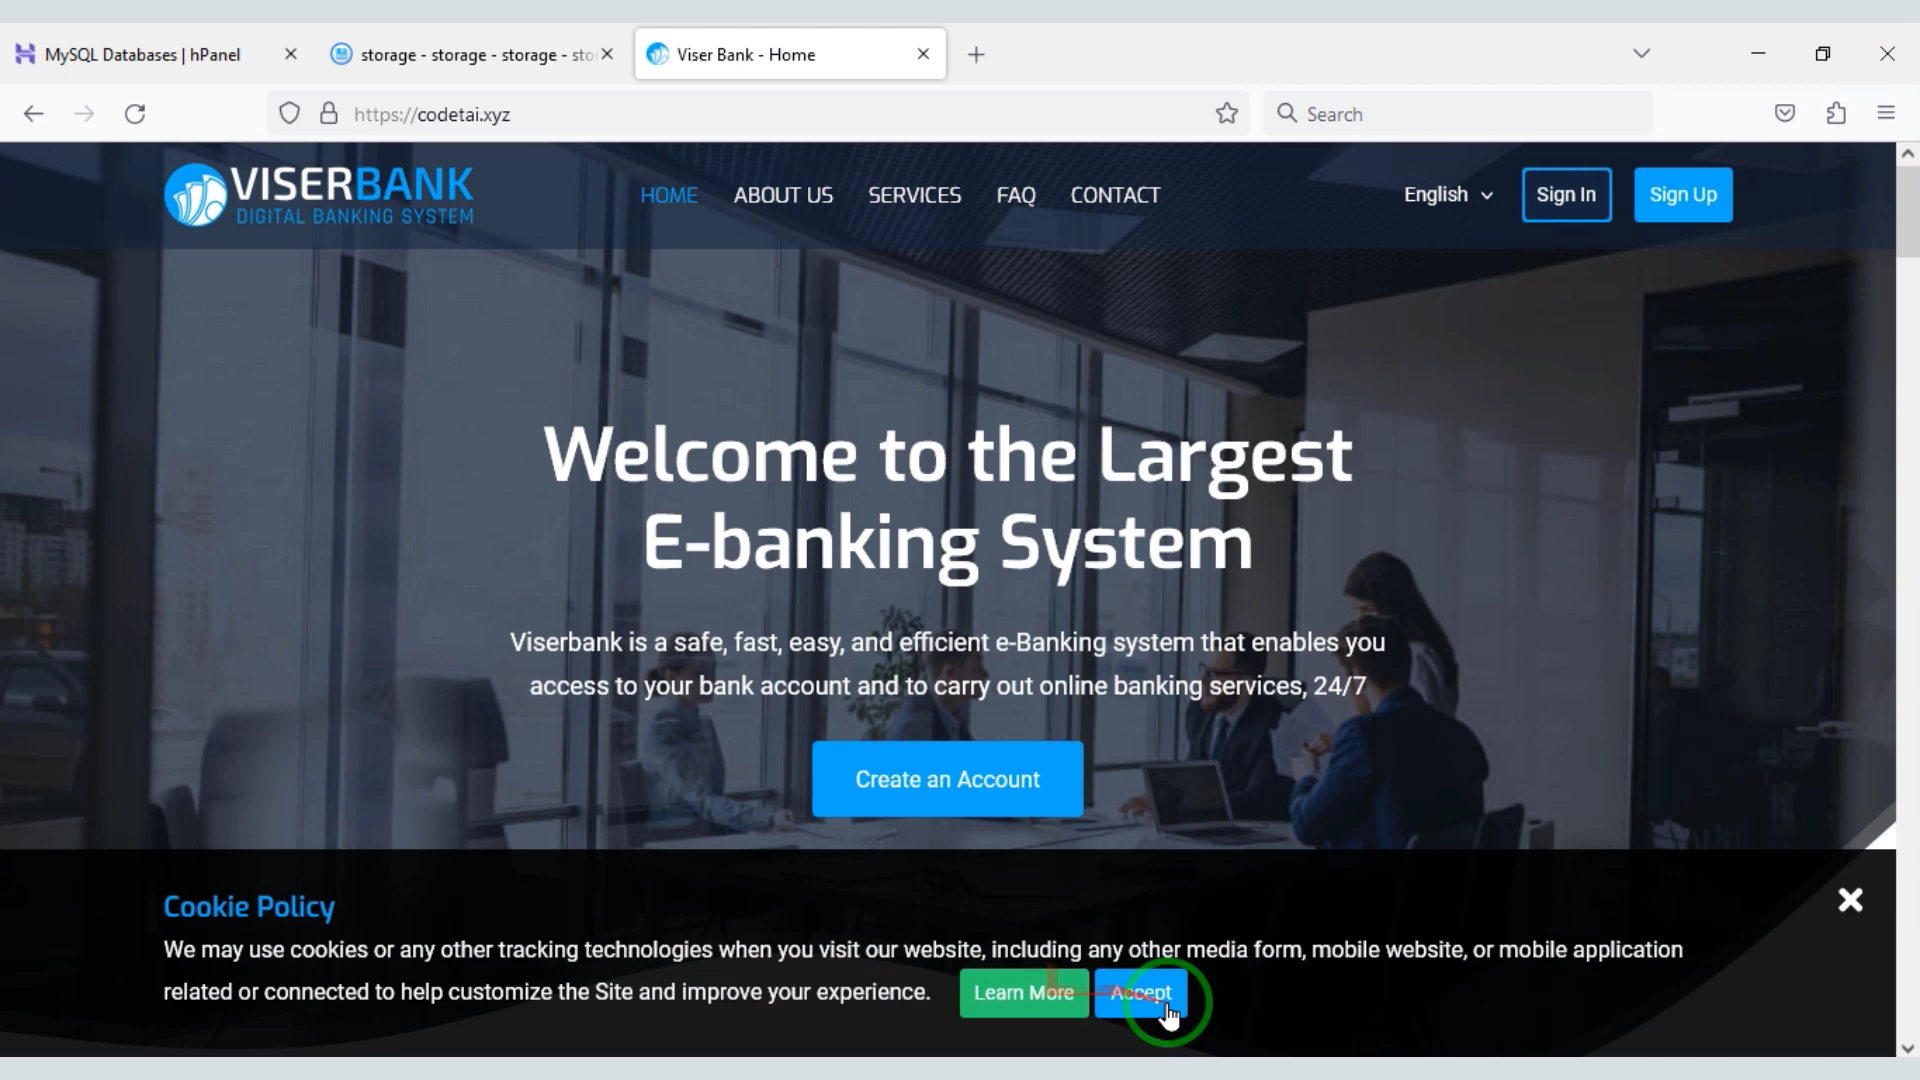 MySQL Databases | hPanel
storage - storage - storage - sto
Viser Bank - Home
https://codetai.xyz
Search
VISERBANK
DIGITAL BANKING SYSTEM
HOME
ABOUT US
SERVICES
FAQ
CONTACT
English
Sign In
Sign Up
Welcome to the Largest
E-banking System
Viserbank is a safe, fast, easy, and efficient e-Banking system that enables you
access to your bank account and to carry out online banking services, 24/7
Create an Account
Cookie Policy
We may use cookies or any other tracking technologies when you visit our website, including any other media form, mobile website, or mobile application
related or connected to help customize the Site and improve your experience.
Learn More
Accept